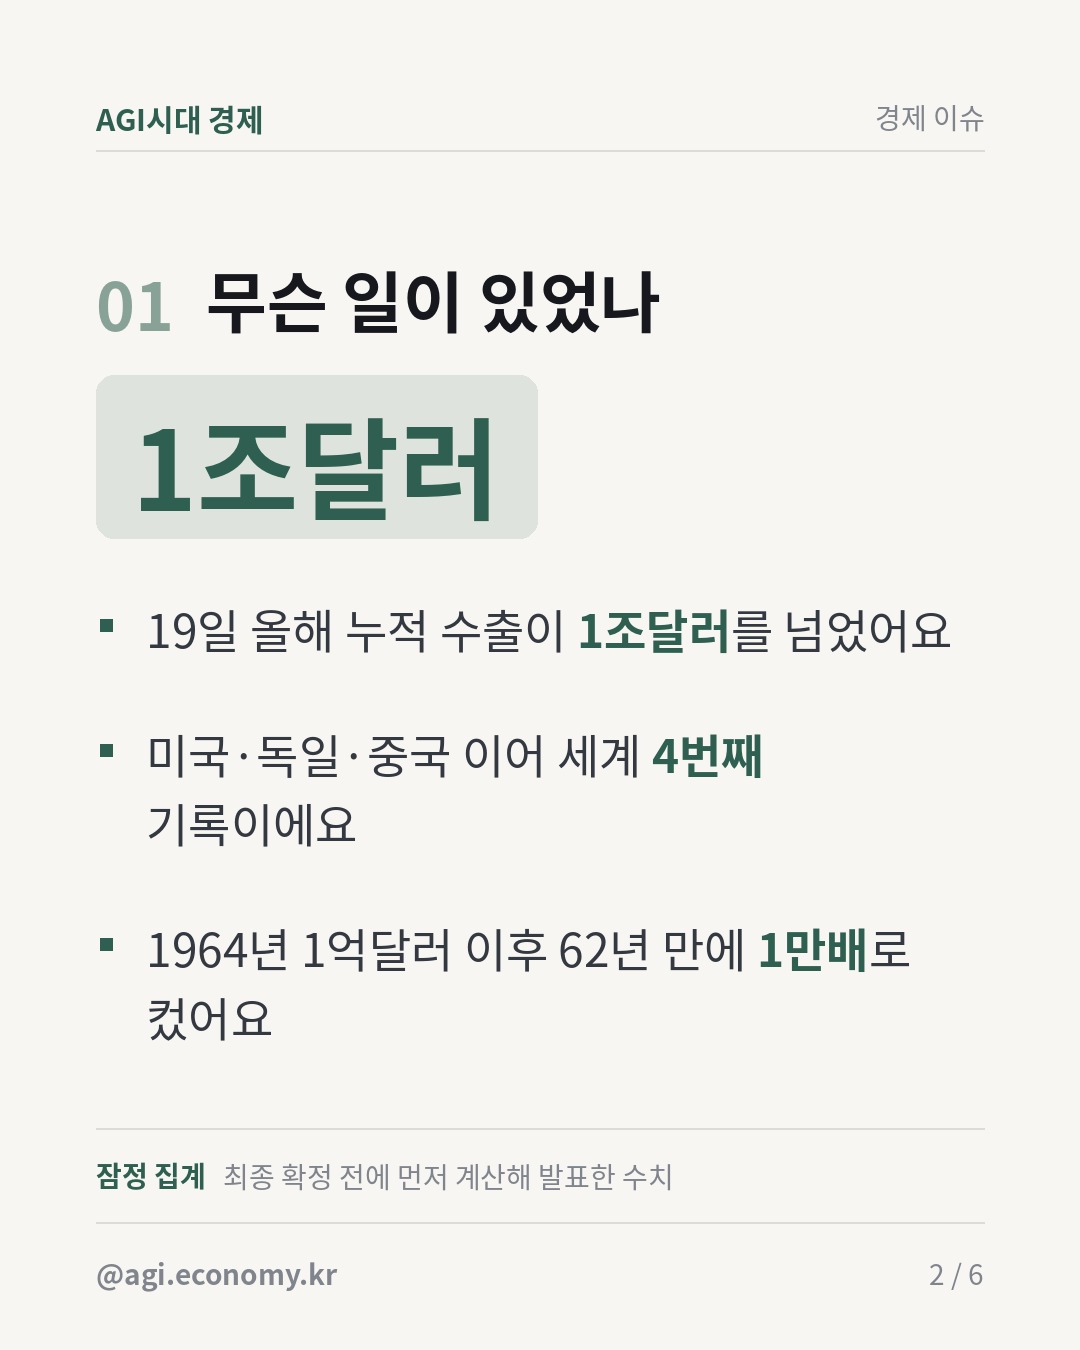 AGI시대 경제
경제 이슈
01 무슨 일이 있었나
1조달러
▪ 19일 올해 누적 수출이 1조달러를 넘었어요
▪ 미국·독일·중국 이어 세계 4번째
기록이에요
▪ 1964년 1억달러 이후 62년 만에 1만배로
컸어요
잠정 집계 최종 확정 전에 먼저 계산해 발표한 수치
@agi.economy.kr
2 / 6